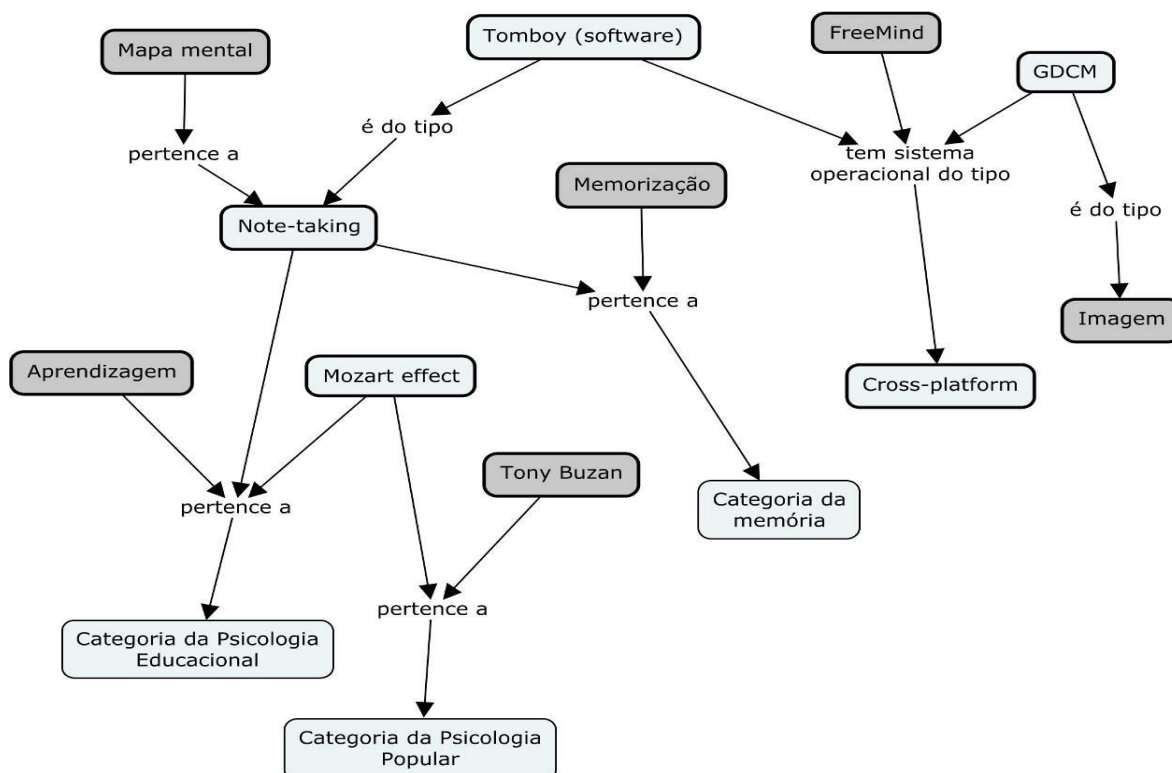 Mapa mental
Tomboy (software)
FreeMind
GDCM
é do tipo
pertence a
tem sistema
operacional do tipo
Memorização
é do tipo
Note-taking
pertence a
Imagem
Aprendizagem
Mozart effect
Cross-platform
Tony Buzan
pertence a
Categoria da
memória
pertence a
Categoria da Psicologia
Educacional
Categoria da Psicologia
Popular